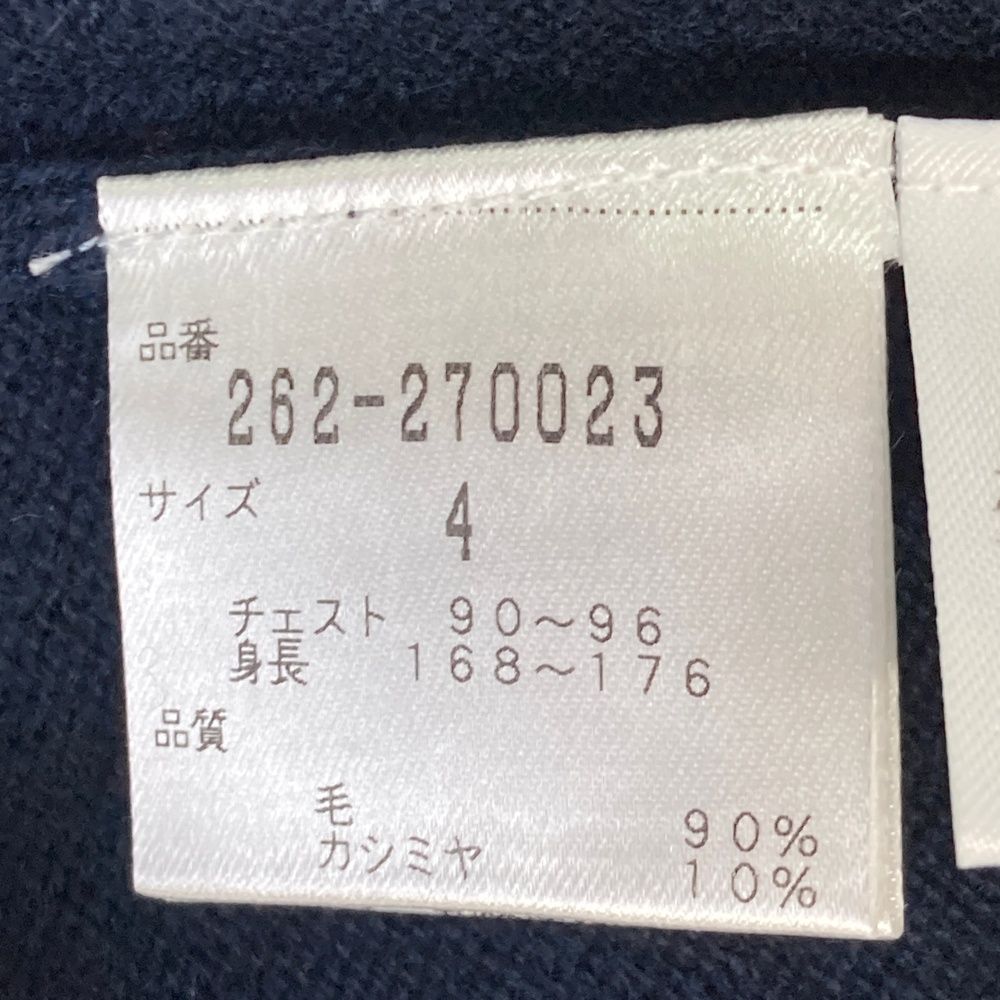 品番
262-270023
サイズ 4
チェスト 90～96
身長 168～176
品質
毛 90%
カシミヤ 10%